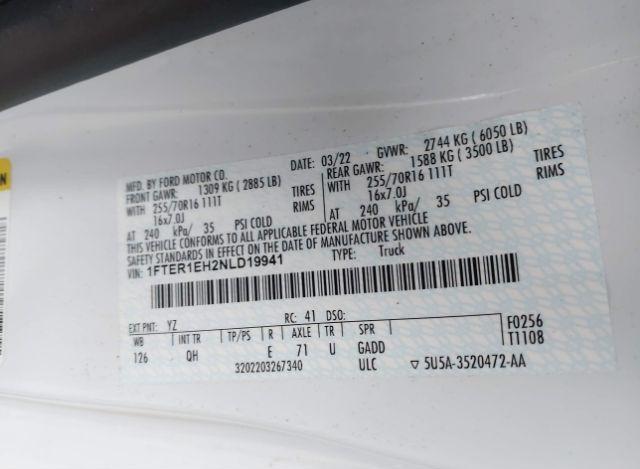 MFD. BY FORD MOTOR CO.
DATE: 03/22 GVWR: 2744 KG (6050 LB)
FRONT GAWR: 1309 KG (2885 LB) REAR GAWR: 1588 KG (3500 LB)
WITH 255/70R16 111T TIRES WITH 255/70R16 111T TIRES
16x7.0J RIMS 16x7.0J RIMS
AT 240 kPa/ 35 PSI COLD AT 240 kPa/ 35 PSI COLD
THIS VEHICLE CONFORMS TO ALL APPLICABLE FEDERAL MOTOR VEHICLE
SAFETY STANDARDS IN EFFECT ON THE DATE OF MANUFACTURE SHOWN ABOVE.
VIN: 1FTER1EH2NLD19941 TYPE: Truck
EXT PNT: YZ RC: 41 DSO:
WB INT TR TP/PS R AXLE TR SPR F0256
126 QH E 71 U GADD T1108
3202203267340 ULC ▽ 5U5A-3520472-AA